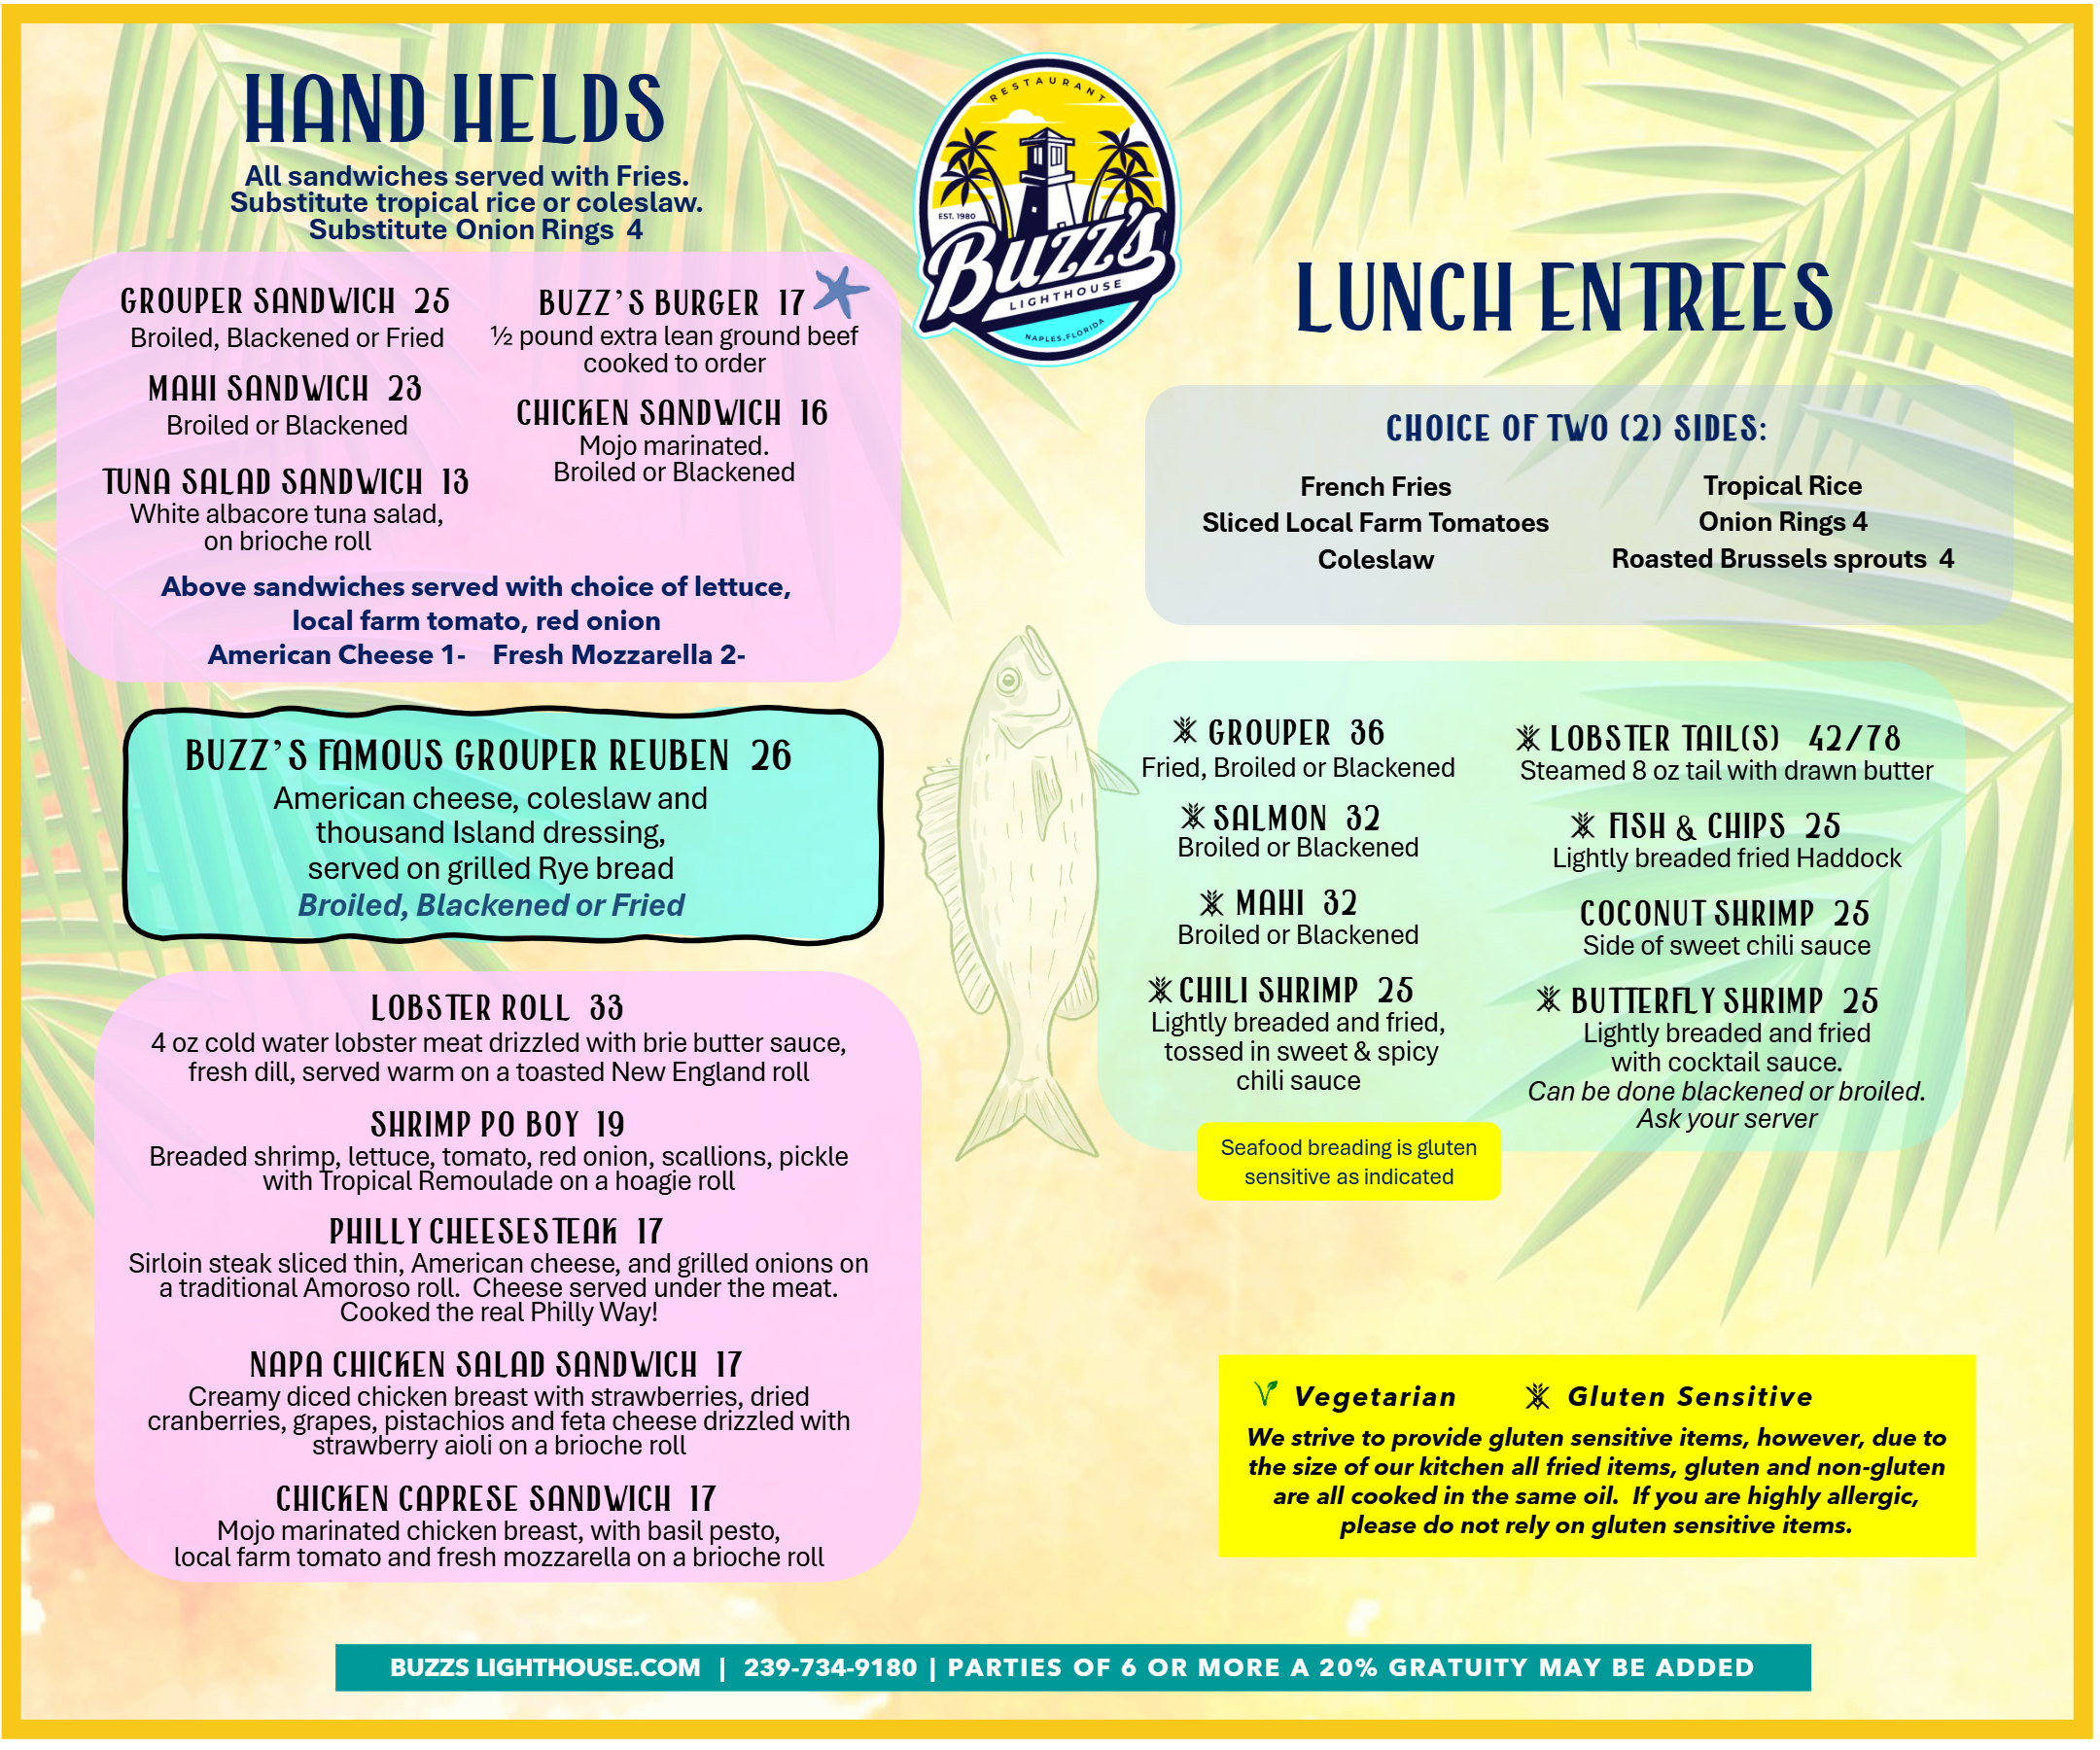 HAND HELDS
All sandwiches served with Fries.
Substitute tropical rice or coleslaw.
Substitute Onion Rings 4
GROUPER SANDWICH 25
Broiled, Blackened or Fried
MAHI SANDWICH 23
Broiled or Blackened
TUNA SALAD SANDWICH 13
White albacore tuna salad,
on brioche roll
BUZZ'S BURGER 17
½ pound extra lean ground beef
cooked to order
CHICKEN SANDWICH 16
Mojo marinated.
Broiled or Blackened
Above sandwiches served with choice of lettuce,
local farm tomato, red onion
American Cheese 1- Fresh Mozzarella 2-
BUZZ'S FAMOUS GROUPER REUBEN 26
American cheese, coleslaw and
thousand Island dressing,
served on grilled Rye bread
Broiled, Blackened or Fried
LOBSTER ROLL 33
4 oz cold water lobster meat drizzled with brie butter sauce,
fresh dill, served warm on a toasted New England roll
SHRIMP PO BOY 19
Breaded shrimp, lettuce, tomato, red onion, scallions, pickle
with Tropical Remoulade on a hoagie roll
PHILLY CHEESESTEAK 17
Sirloin steak sliced thin, American cheese, and grilled onions on
a traditional Amoroso roll. Cheese served under the meat.
Cooked the real Philly Way!
NAPA CHICKEN SALAD SANDWICH 17
Creamy diced chicken breast with strawberries, dried
cranberries, grapes, pistachios and feta cheese drizzled with
strawberry aioli on a brioche roll
CHICKEN CAPRESE SANDWICH 17
Mojo marinated chicken breast, with basil pesto,
local farm tomato and fresh mozzarella on a brioche roll
RESTAURANT
EST. 1980
Buzz's
LIGHTHOUSE
NAPLES, FLORIDA
LUNCH ENTREES
CHOICE OF TWO (2) SIDES:
French Fries
Sliced Local Farm Tomatoes
Coleslaw
Tropical Rice
Onion Rings 4
Roasted Brussels sprouts 4
GROUPER 36
Fried, Broiled or Blackened
SALMON 32
Broiled or Blackened
MAHI 32
Broiled or Blackened
CHILI SHRIMP 25
Lightly breaded and fried,
tossed in sweet & spicy
chili sauce
LOBSTER TAIL(S) 42/78
Steamed 8 oz tail with drawn butter
FISH & CHIPS 25
Lightly breaded fried Haddock
COCONUT SHRIMP 25
Side of sweet chili sauce
BUTTERFLY SHRIMP 25
Lightly breaded and fried
with cocktail sauce.
Can be done blackened or broiled.
Ask your server
Seafood breading is gluten
sensitive as indicated
V Vegetarian Gluten Sensitive
We strive to provide gluten sensitive items, however, due to
the size of our kitchen all fried items, gluten and non-gluten
are all cooked in the same oil. If you are highly allergic,
please do not rely on gluten sensitive items.
BUZZS LIGHTHOUSE.COM | 239-734-9180 | PARTIES OF 6 OR MORE A 20% GRATUITY MAY BE ADDED